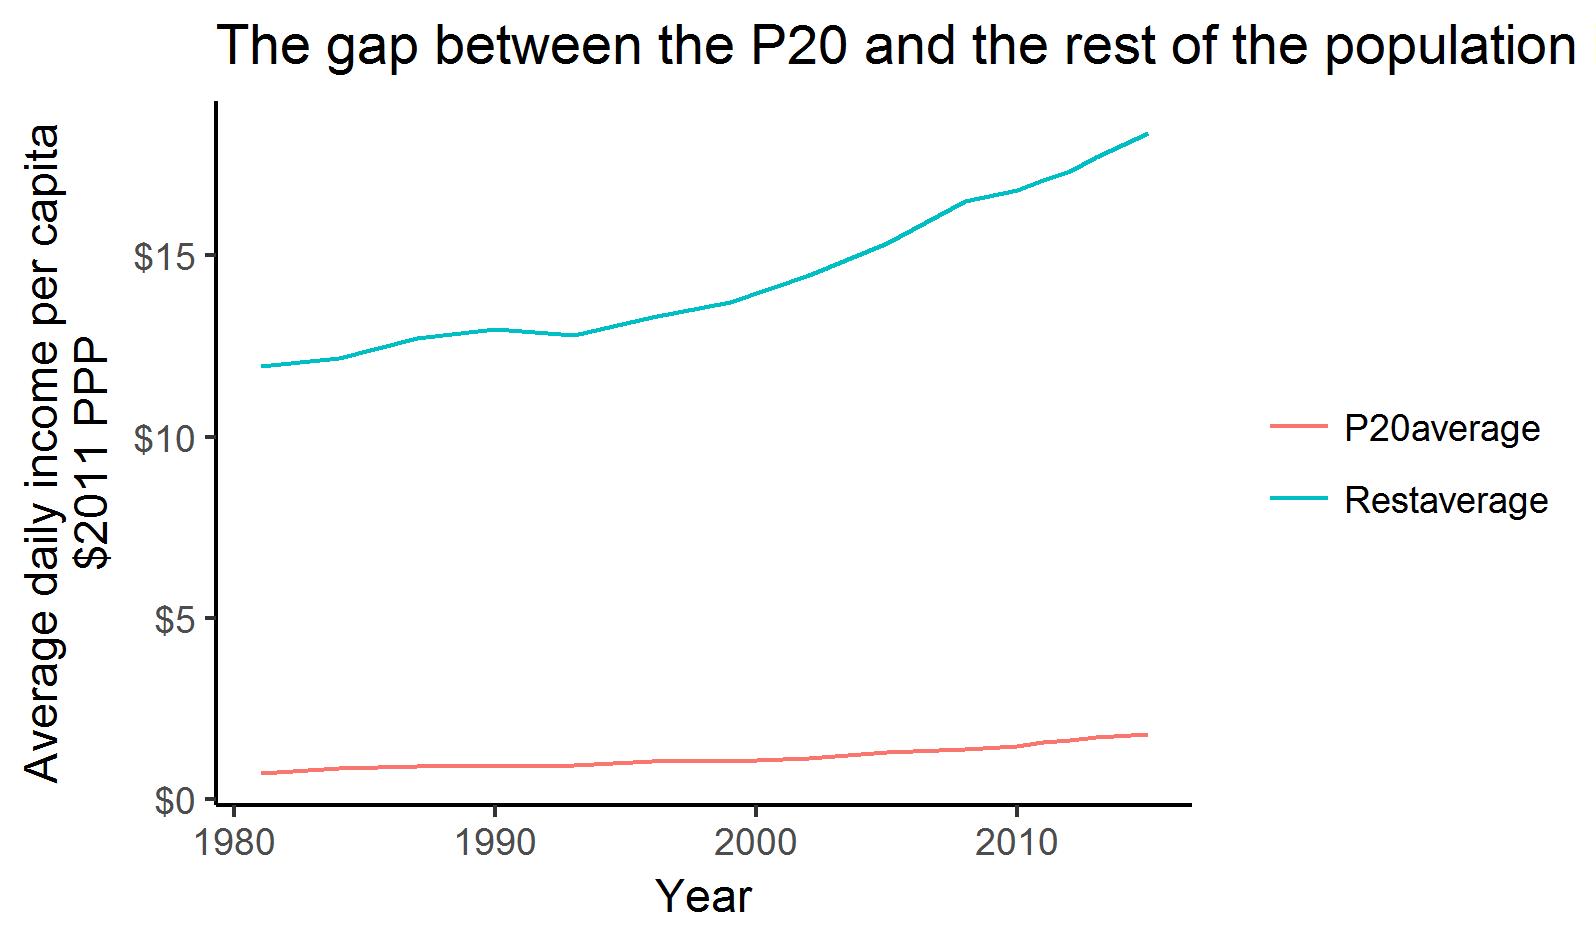 The gap between the P20 and the rest of the population
Average daily income per capita
$2011 PPP
$15
$10
$5
$0
1980
1990
2000
2010
Year
P20average
Restaverage